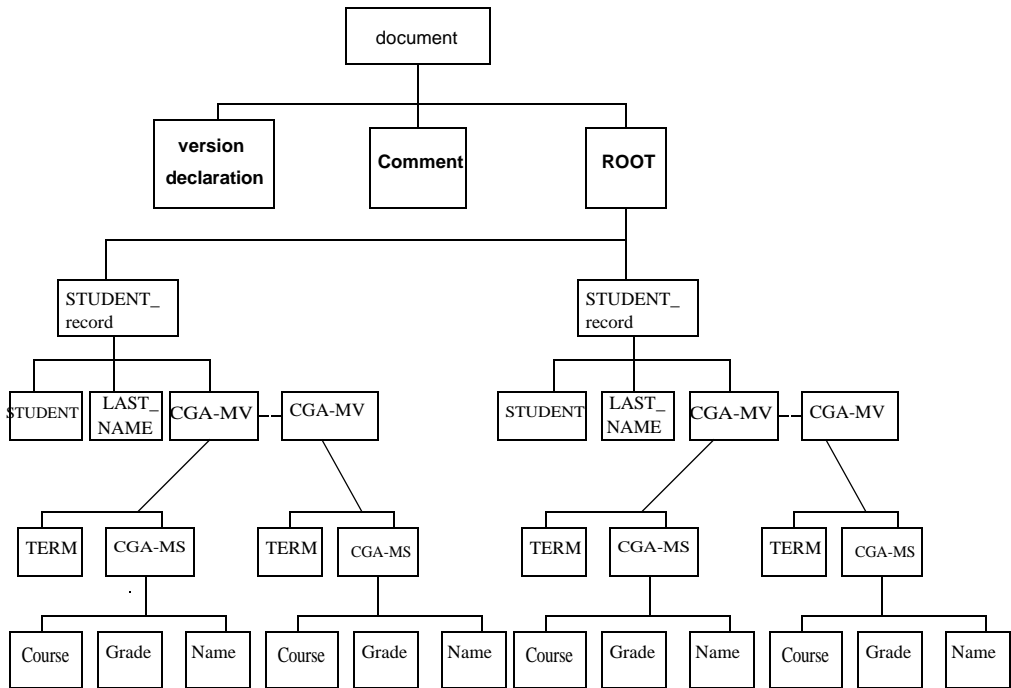 document
version
declaration
Comment
ROOT
STUDENT_
record
STUDENT_
record
STUDENT
LAST_
NAME
CGA-MV
CGA-MV
STUDENT
LAST_
NAME
CGA-MV
CGA-MV
TERM
CGA-MS
TERM
CGA-MS
TERM
CGA-MS
TERM
CGA-MS
Course
Grade
Name
Course
Grade
Name
Course
Grade
Name
Course
Grade
Name